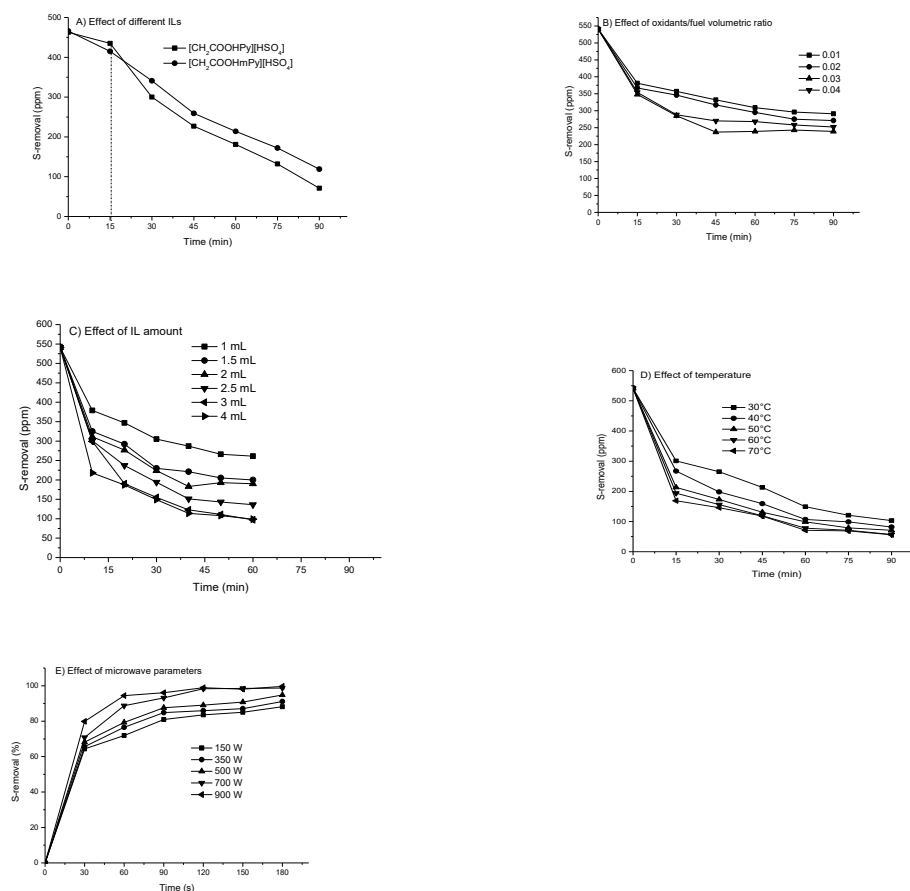 A) Effect of different ILs
[CH2COOHPy][HSO4]
[CH2COOHmPy][HSO4]
S-removal (ppm)
500
400
300
200
100
0
0 15 30 45 60 75 90
Time (min)
B) Effect of oxidants/fuel volumetric ratio
0.01
0.02
0.03
0.04
S-removal (ppm)
550
500
450
400
350
300
250
200
150
100
50
0
0 15 30 45 60 75 90
Time (min)
C) Effect of IL amount
1 mL
1.5 mL
2 mL
2.5 mL
3 mL
4 mL
S-removal (ppm)
600
550
500
450
400
350
300
250
200
150
100
50
0
0 15 30 45 60 75 90
Time (min)
D) Effect of temperature
30°C
40°C
50°C
60°C
70°C
S-removal (ppm)
600
500
400
300
200
100
0
0 15 30 45 60 75 90
Time (min)
E) Effect of microwave parameters
150 W
350 W
500 W
700 W
900 W
S-removal (%)
100
80
60
40
20
0
0 30 60 90 120 150 180
Time (s)